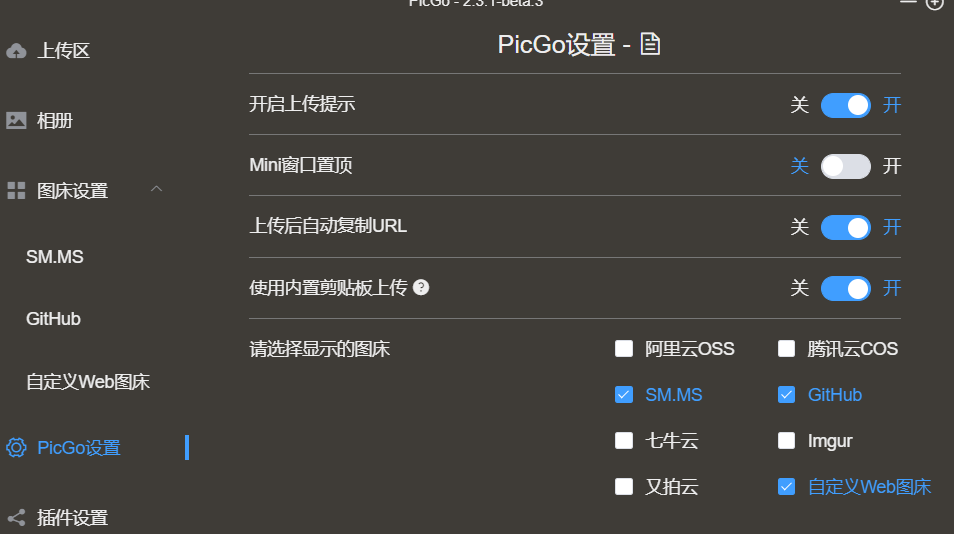 PicGo - 2.3.1-beta.3
上传区
相册
图床设置
SM.MS
GitHub
自定义Web图床
PicGo设置
插件设置
PicGo设置 -
开启上传提示 关 开
Mini窗口置顶 关 开
上传后自动复制URL 关 开
使用内置剪贴板上传 ? 关 开
请选择显示的图床 阿里云OSS 腾讯云COS
SM.MS GitHub
七牛云 Imgur
又拍云 自定义Web图床